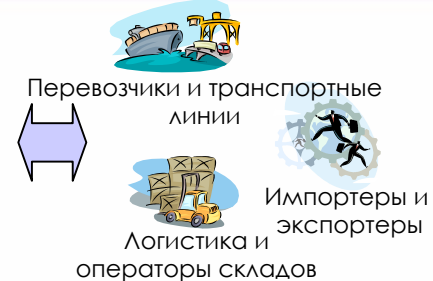 Перевозчики и транспортные
линии
Импортеры и
экспортеры
Логистика и
операторы складов